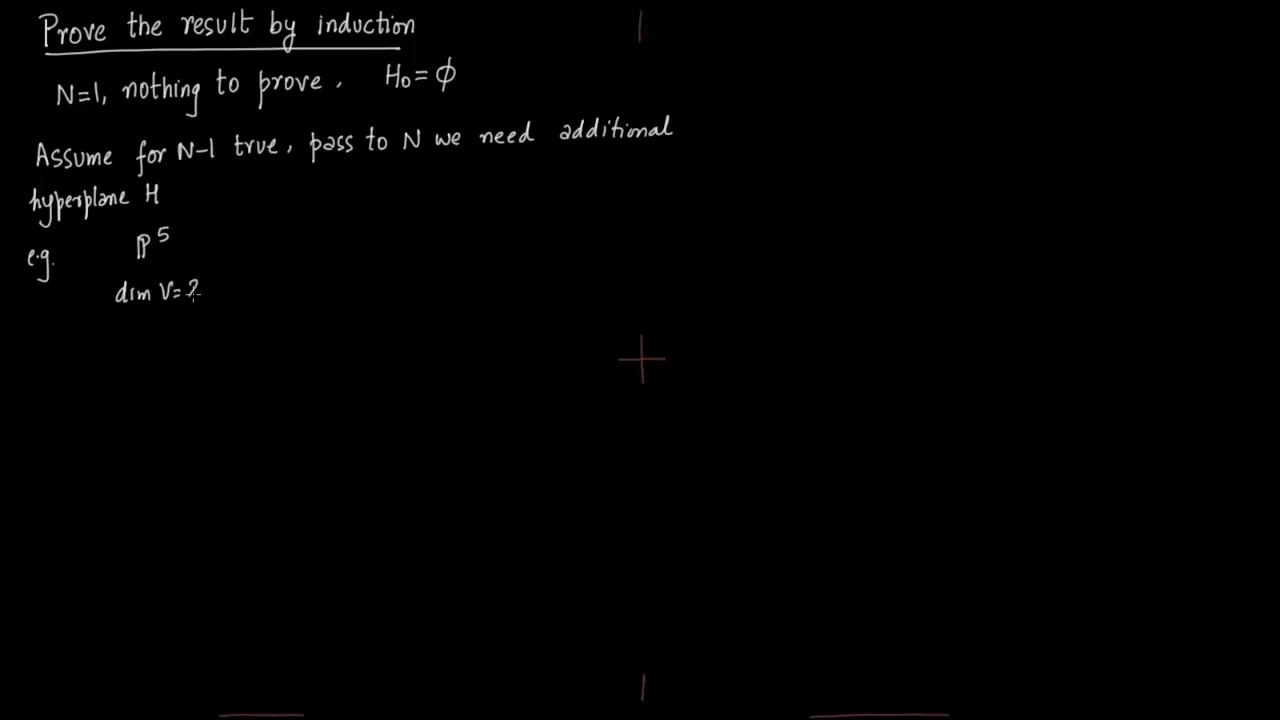 Prove the result by induction
N=1, nothing to prove. H₀=ϕ
Assume for N-1 true, pass to N we need additional
hyperplane H
e.g. ℙ⁵
dim V=2